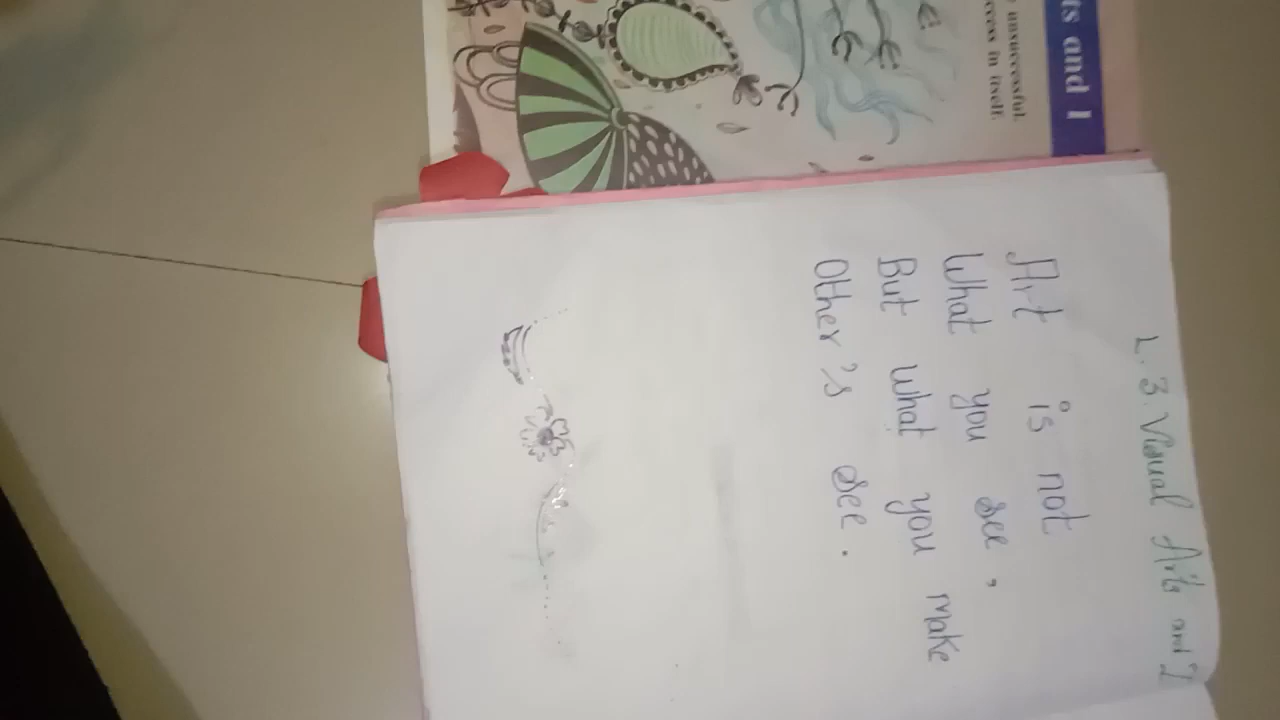 ts and I
unsuccessful.
ccess in itself.
L. 3. Visual Arts and I
Art is not
What you see,
But what you make
Other's see.